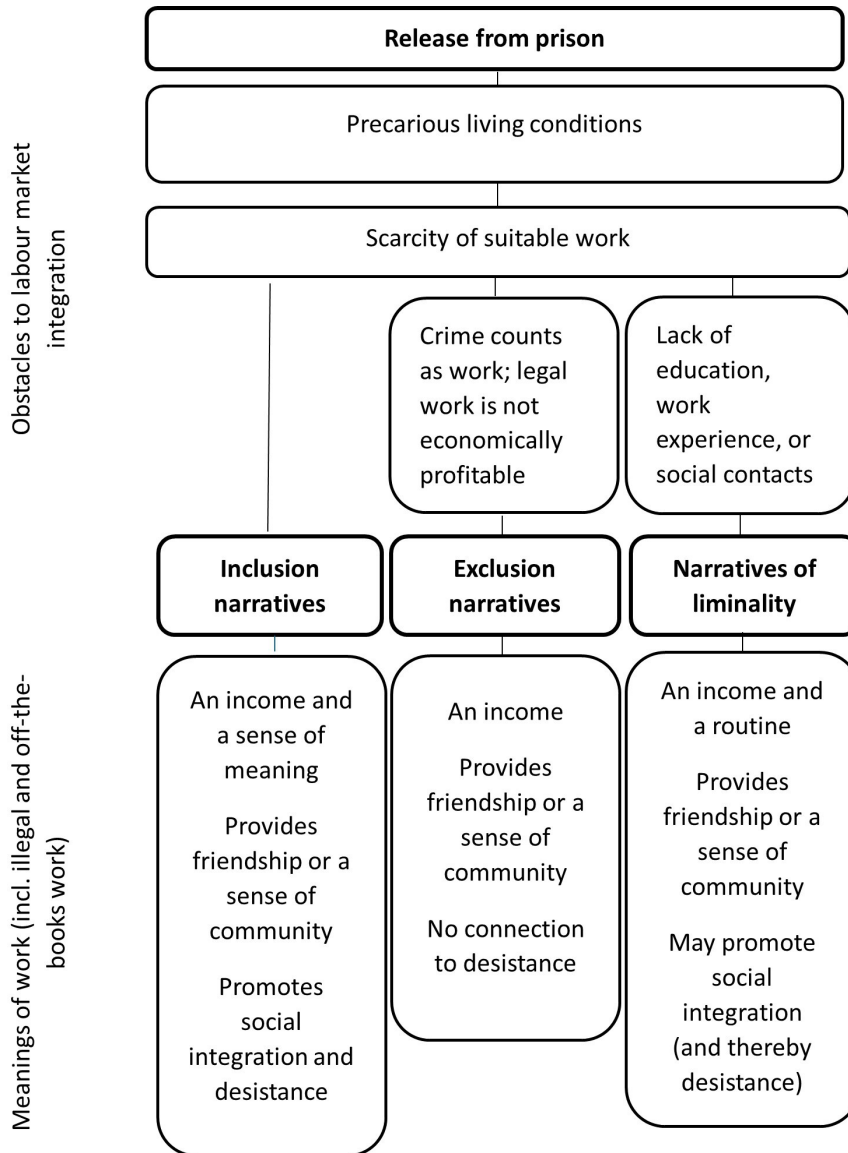 Release from prison
Precarious living conditions
Scarcity of suitable work
Obstacles to labour market
integration
Crime counts
as work; legal
work is not
economically
profitable
Lack of
education,
work
experience, or
social contacts
Inclusion
narratives
Exclusion
narratives
Narratives of
liminality
Meanings of work (incl. illegal and off-the-
books work)
An income and
a sense of
meaning
Provides
friendship or a
sense of
community
Promotes
social
integration and
desistance
An income
Provides
friendship or a
sense of
community
No connection
to desistance
An income and
a routine
Provides
friendship or a
sense of
community
May promote
social
integration
(and thereby
desistance)